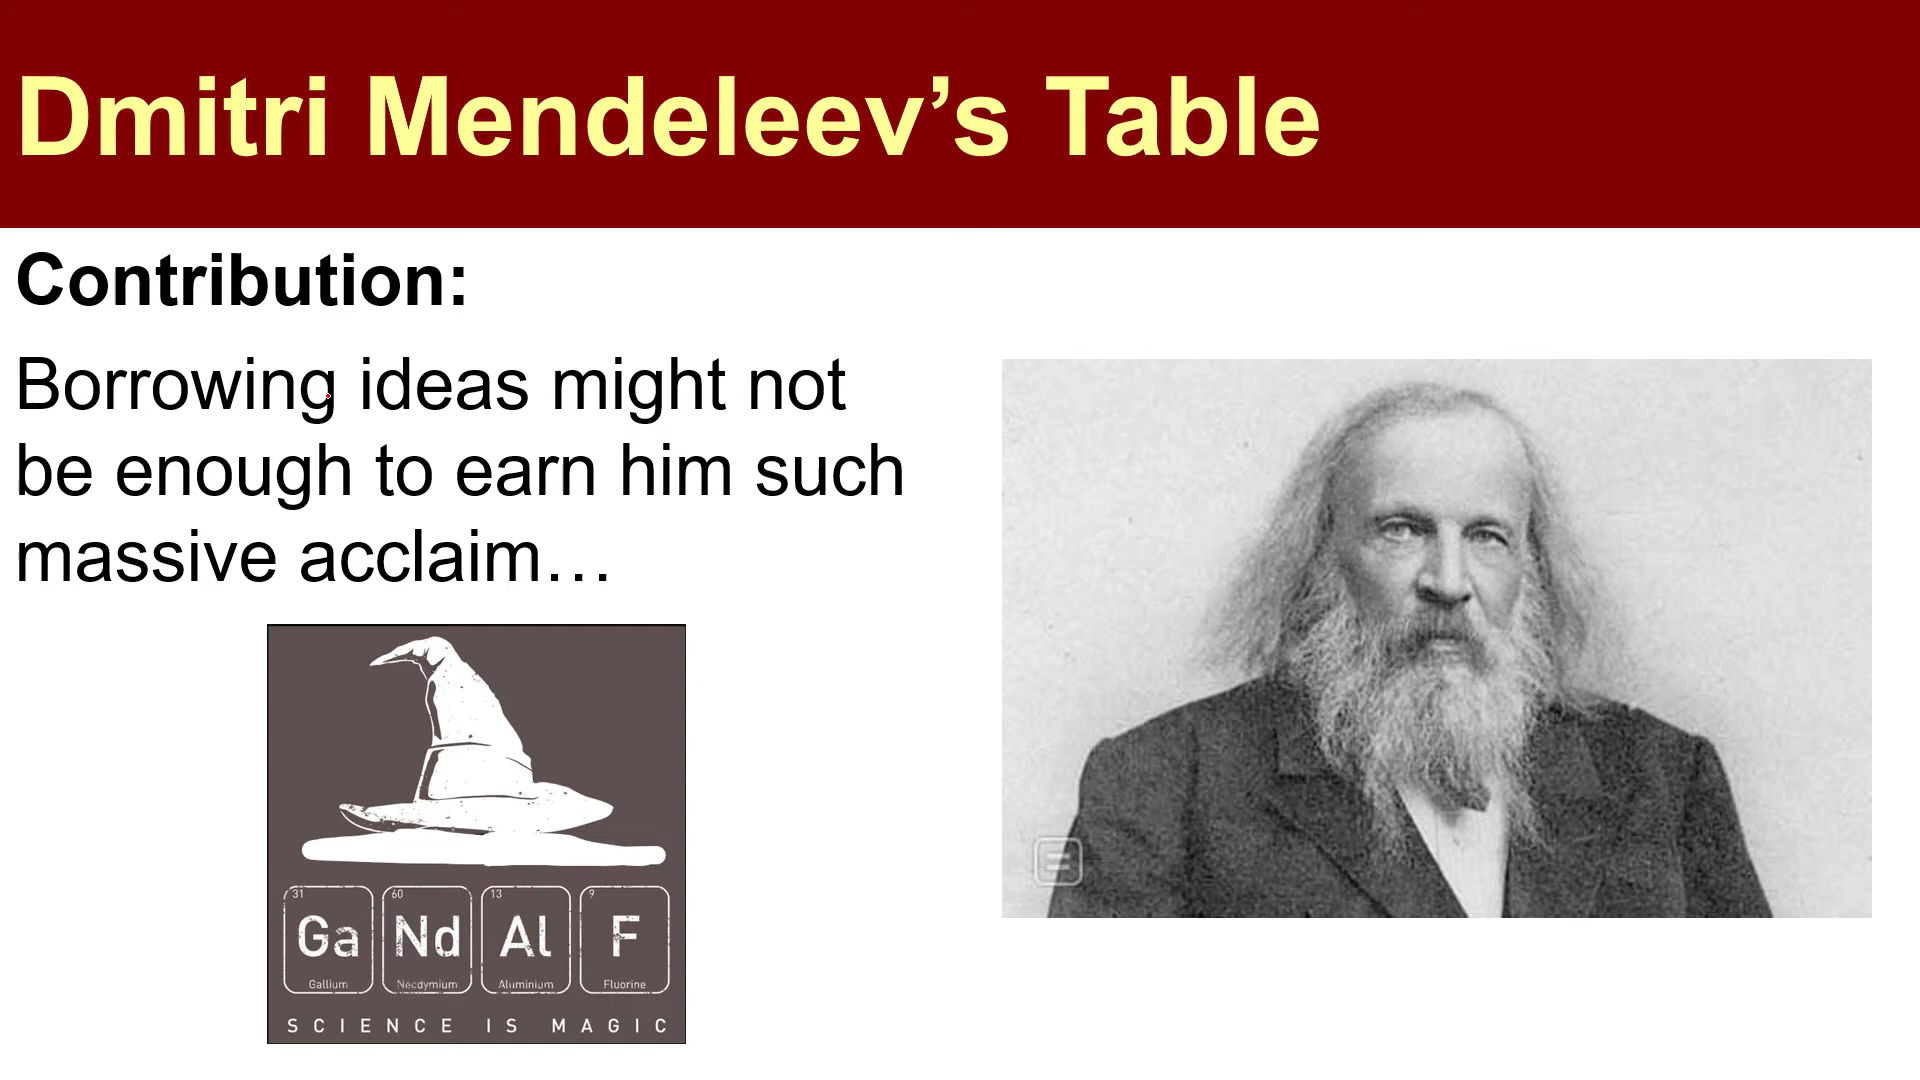 Dmitri Mendeleev’s Table
Contribution:
Borrowing ideas might not
be enough to earn him such
massive acclaim…
31 60 13 9
Ga Nd Al F
Gallium Neodymium Aluminium Fluorine
SCIENCE IS MAGIC